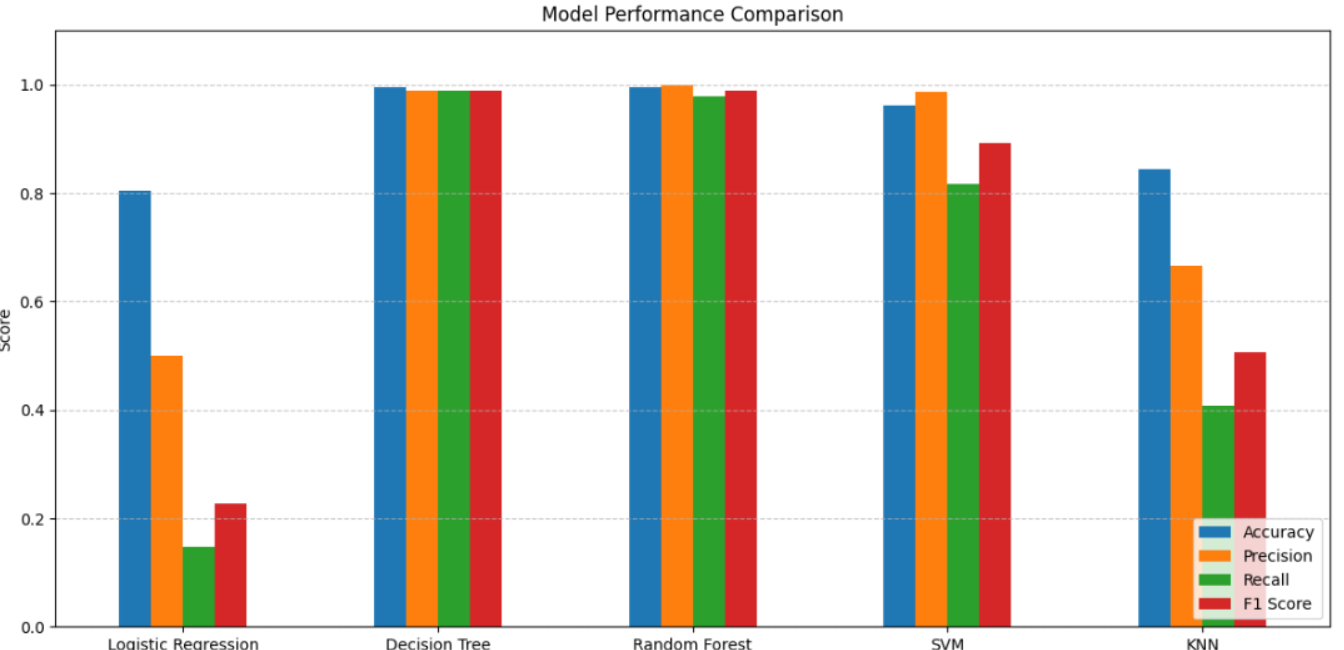 Model Performance Comparison
1.0
0.8
0.6
0.4
0.2
0.0
Score
Accuracy
Precision
Recall
F1 Score
Logistic Regression Decision Tree Random Forest SVM KNN